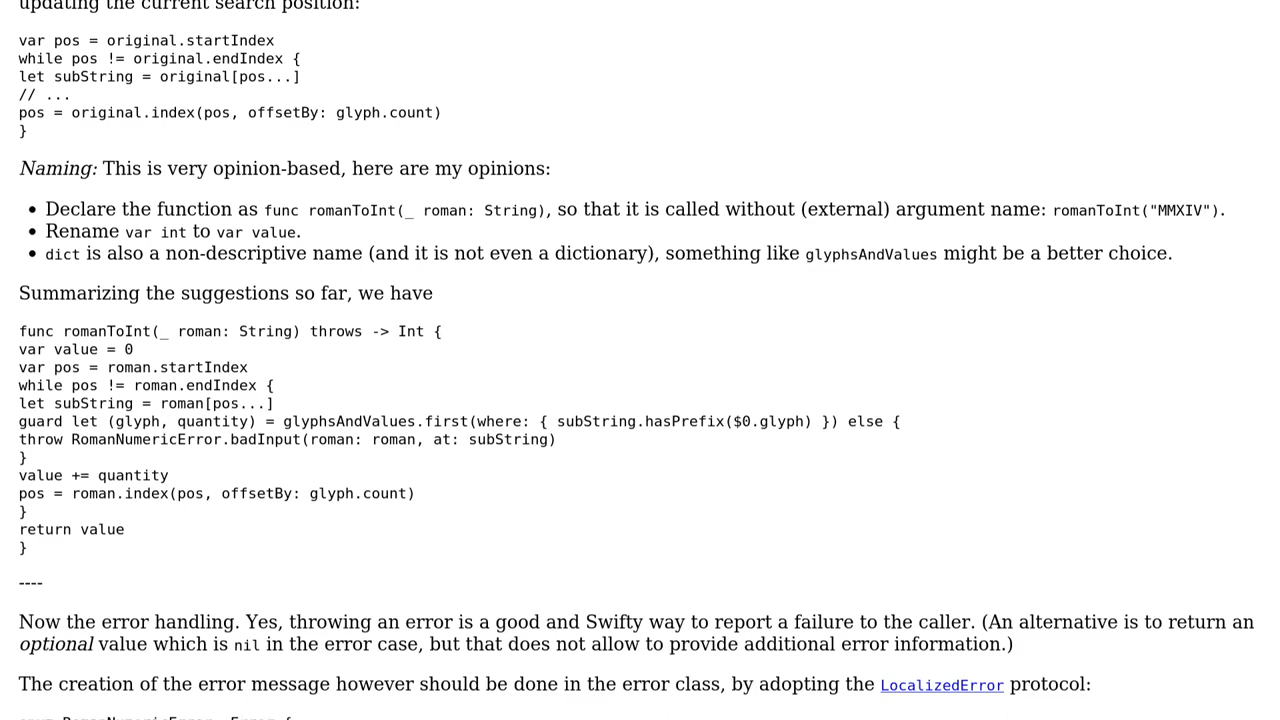 updating the current search position:
var pos = original.startIndex
while pos != original.endIndex {
let subString = original[pos...]
// ...
pos = original.index(pos, offsetBy: glyph.count)
}
Naming: This is very opinion-based, here are my opinions:
• Declare the function as func romanToInt(_ roman: String), so that it is called without (external) argument name: romanToInt("MMXIV").
• Rename var int to var value.
• dict is also a non-descriptive name (and it is not even a dictionary), something like glyphsAndValues might be a better choice.
Summarizing the suggestions so far, we have
func romanToInt(_ roman: String) throws -> Int {
var value = 0
var pos = roman.startIndex
while pos != roman.endIndex {
let subString = roman[pos...]
guard let (glyph, quantity) = glyphsAndValues.first(where: { subString.hasPrefix($0.glyph) }) else {
throw RomanNumericError.badInput(roman: roman, at: subString)
}
value += quantity
pos = roman.index(pos, offsetBy: glyph.count)
}
return value
}
----
Now the error handling. Yes, throwing an error is a good and Swifty way to report a failure to the caller. (An alternative is to return an
optional value which is nil in the error case, but that does not allow to provide additional error information.)
The creation of the error message however should be done in the error class, by adopting the LocalizedError protocol:
enum RomanNumericError: Error {